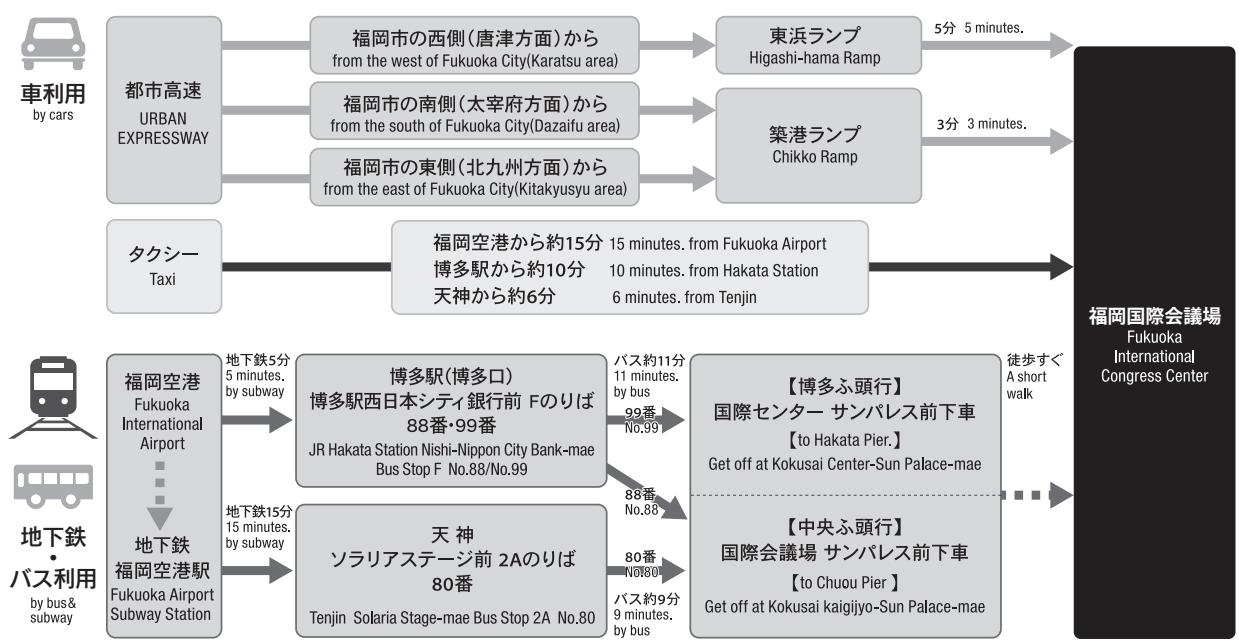 車利用
by cars
都市高速
URBAN
EXPRESSWAY
福岡市の西側(唐津方面)から
from the west of Fukuoka City(Karatsu area)
東浜ランプ
Higashi-hama Ramp
5分 5 minutes.
福岡市の南側(太宰府方面)から
from the south of Fukuoka City(Dazaifu area)
福岡市の東側(北九州方面)から
from the east of Fukuoka City(Kitakyusyu area)
築港ランプ
Chikko Ramp
3分 3 minutes.
タクシー
Taxi
福岡空港から約15分 15 minutes. from Fukuoka Airport
博多駅から約10分 10 minutes. from Hakata Station
天神から約6分 6 minutes. from Tenjin
福岡国際会議場
Fukuoka
International
Congress Center
地下鉄
・
バス利用
by bus&
subway
福岡空港
Fukuoka
International
Airport
地下鉄
福岡空港駅
Fukuoka Airport
Subway Station
地下鉄5分
5 minutes.
by subway
博多駅(博多口)
博多駅西日本シティ銀行前 Fのりば
88番・99番
JR Hakata Station Nishi-Nippon City Bank-mae
Bus Stop F No.88/No.99
バス約11分
11 minutes.
by bus
99番
No.99
88番
No.88
地下鉄15分
15 minutes.
by subway
天 神
ソラリアステージ前 2Aのりば
80番
Tenjin Solaria Stage-mae Bus Stop 2A No.80
80番
No.80
バス約9分
9 minutes.
by bus
【博多ふ頭行】
国際センター サンパレス前下車
【to Hakata Pier.】
Get off at Kokusai Center-Sun Palace-mae
【中央ふ頭行】
国際会議場 サンパレス前下車
【to Chuou Pier 】
Get off at Kokusai kaigijyo-Sun Palace-mae
徒歩すぐ
A short
walk